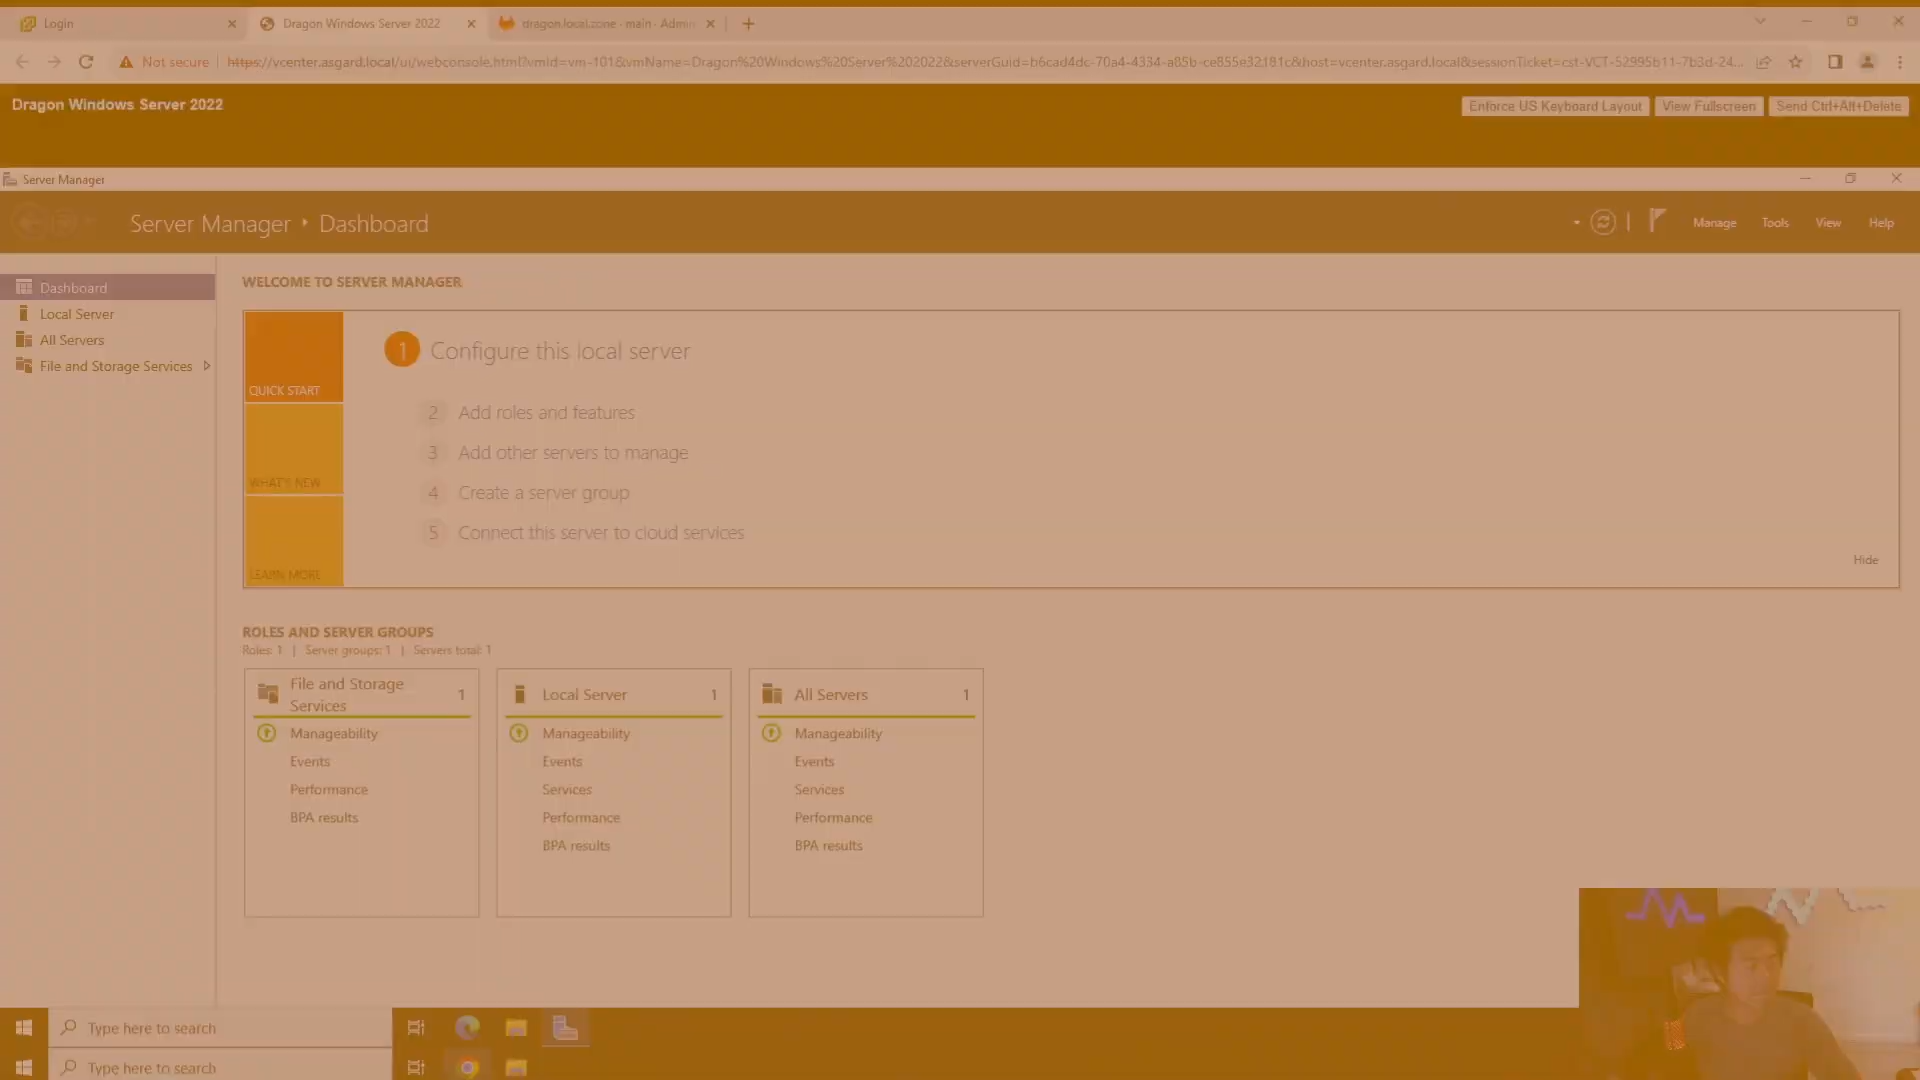 Login
Dragon Windows Server 2022
dragon.local.zone - main - Admin
Not secure
https://vcenter.asgard.local/ui/webconsole.html?vmId=vm-101&vmName=Dragon%20Windows%20Server%202022&serverGuid=b6cad4dc-70a4-4334-a05b-ce855e32181c&host=vcenter.asgard.local&sessionTicket=cst-VCT-52995b11-7b3d-24...
Dragon Windows Server 2022
Enforce US Keyboard Layout
View Fullscreen
Send Ctrl+Alt+Delete
Server Manager
Server Manager
Dashboard
Manage
Tools
View
Help
Dashboard
Local Server
All Servers
File and Storage Services
WELCOME TO SERVER MANAGER
QUICK START
WHAT'S NEW
LEARN MORE
1 Configure this local server
2 Add roles and features
3 Add other servers to manage
4 Create a server group
5 Connect this server to cloud services
Hide
ROLES AND SERVER GROUPS
Roles: 1 | Server groups: 1 | Servers total: 1
File and Storage
Services
1
Manageability
Events
Performance
BPA results
Local Server 1
Manageability
Events
Services
Performance
BPA results
All Servers 1
Manageability
Events
Services
Performance
BPA results
Type here to search
Type here to search